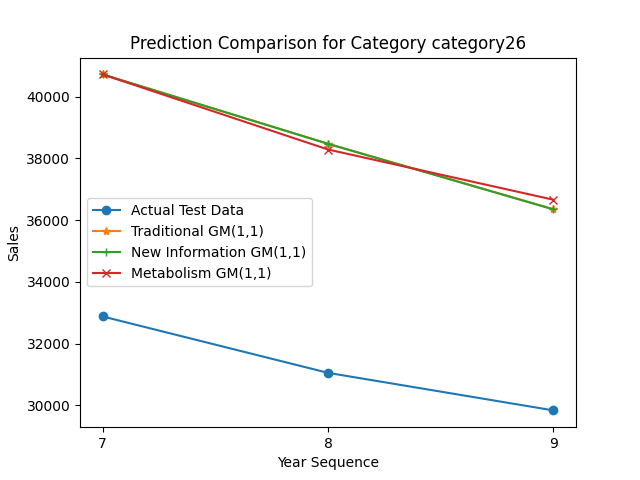 Prediction Comparison for Category category26
40000
38000
36000
34000
32000
30000
Sales
Actual Test Data
Traditional GM(1,1)
New Information GM(1,1)
Metabolism GM(1,1)
7
8
9
Year Sequence